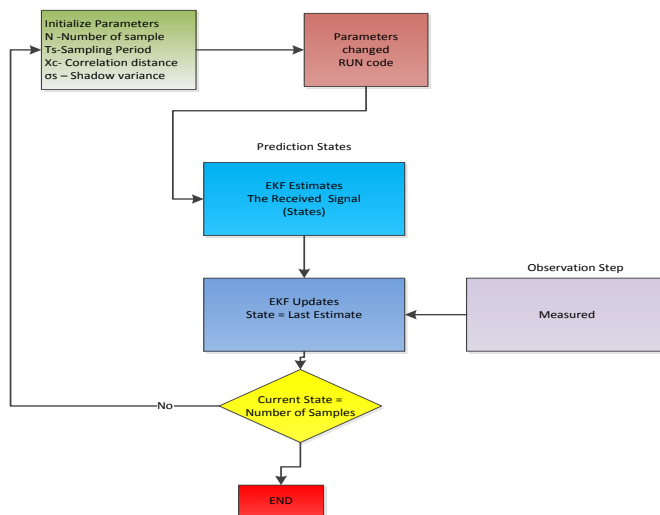 Initialize Parameters
N -Number of sample
Ts-Sampling Period
Xc- Correlation distance
σs – Shadow variance
Parameters
changed
RUN code
Prediction States
EKF Estimates
The Received Signal
(States)
Observation Step
EKF Updates
State = Last Estimate
Measured
Current State =
Number of Samples
No
END